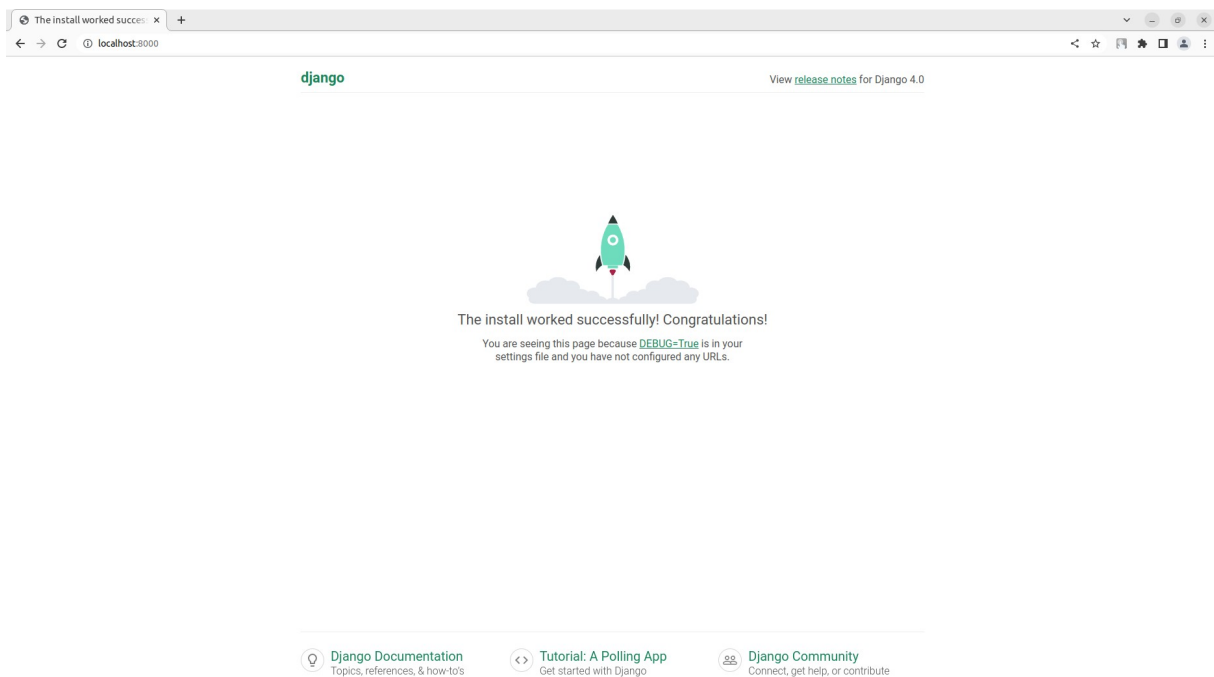 The install worked succes
localhost:8000
django
View release notes for Django 4.0
The install worked successfully! Congratulations!
You are seeing this page because DEBUG=True is in your
settings file and you have not configured any URLs.
Django Documentation
Topics, references, & how-to's
Tutorial: A Polling App
Get started with Django
Django Community
Connect, get help, or contribute